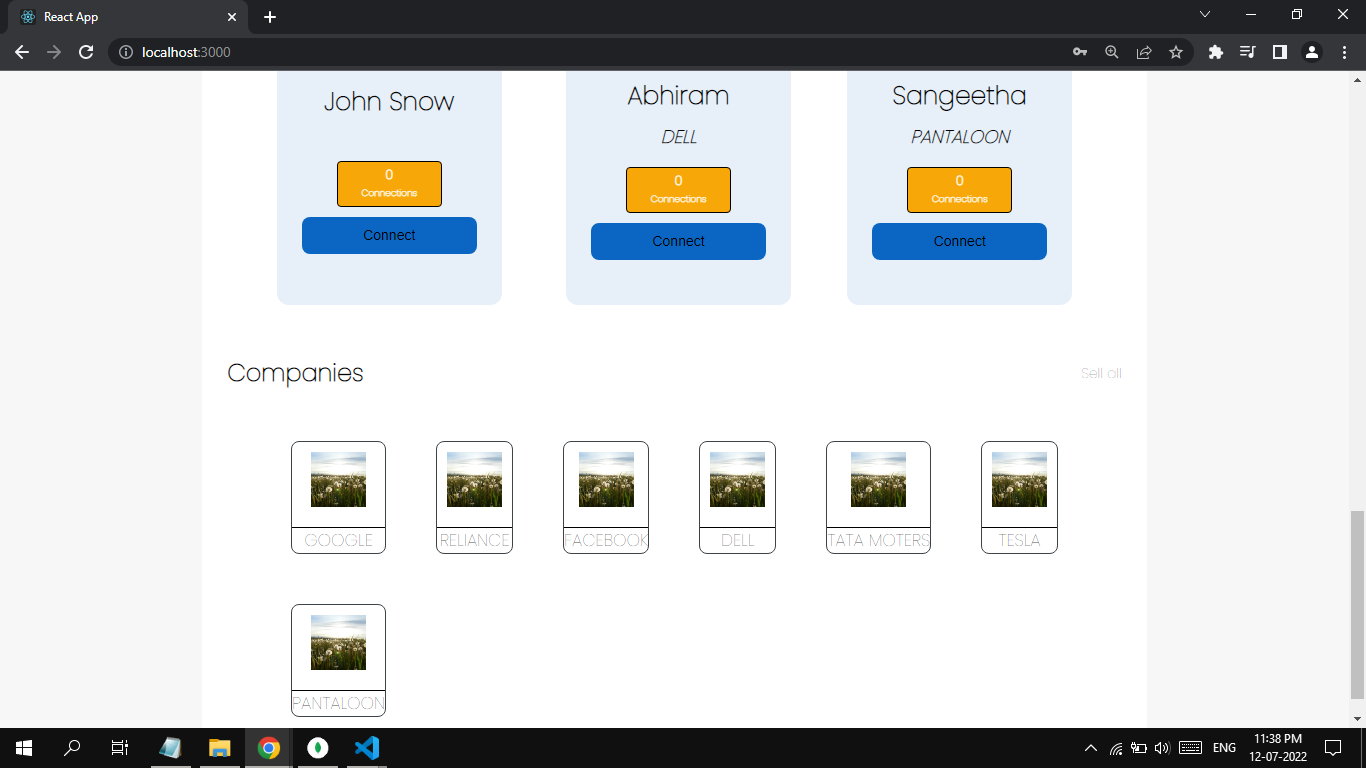 React App
localhost:3000
John Snow
Abhiram
Sangeetha
DELL
PANTALOON
0
Connections
0
Connections
0
Connections
Connect
Connect
Connect
Companies
Sell all
GOOGLE
RELIANCE
FACEBOOK
DELL
TATA MOTERS
TESLA
PANTALOON
ENG
11:38 PM
12-07-2022